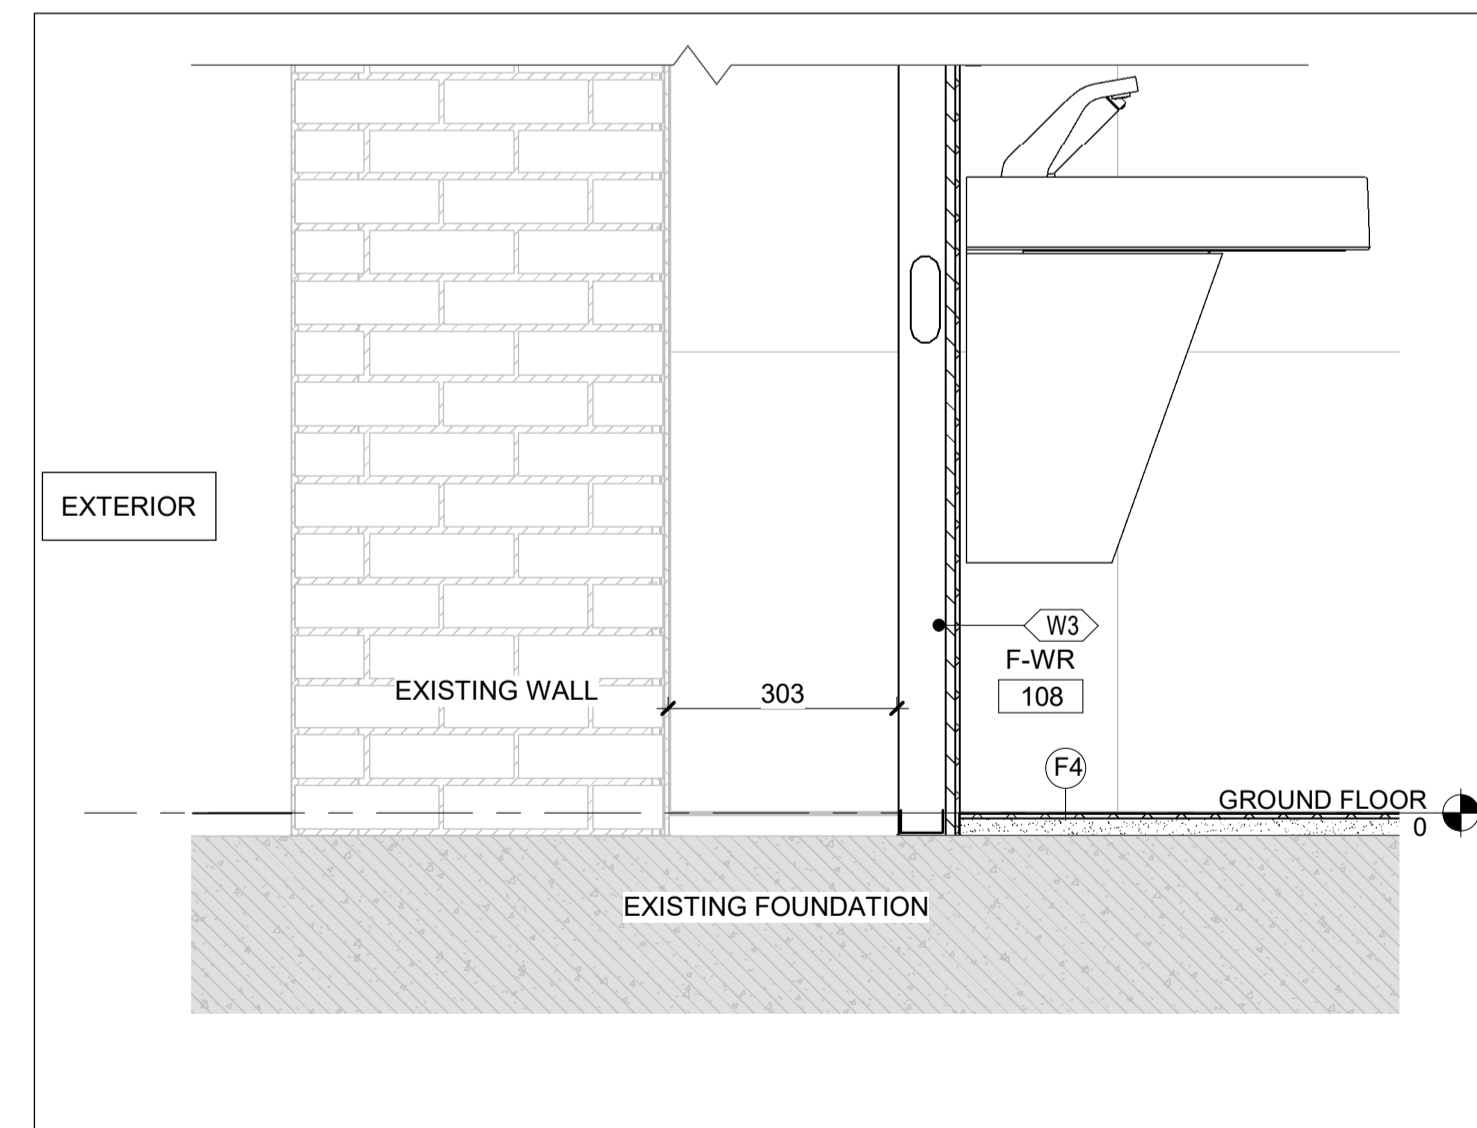 EXTERIOR
W3
F-WR
EXISTING WALL
303
108
F4
GROUND FLOOR
0
EXISTING FOUNDATION